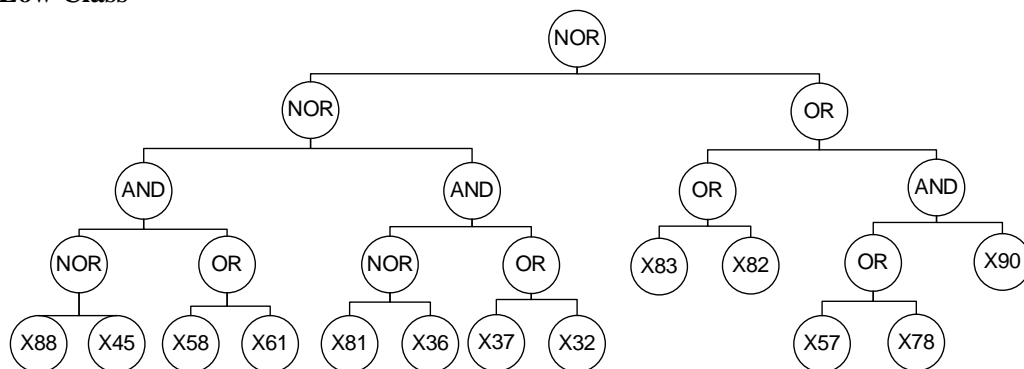 Low Class
NOR
NOR OR
AND AND OR AND
NOR OR NOR OR X83 X82 OR X90
X88 X45 X58 X61 X81 X36 X37 X32 X57 X78